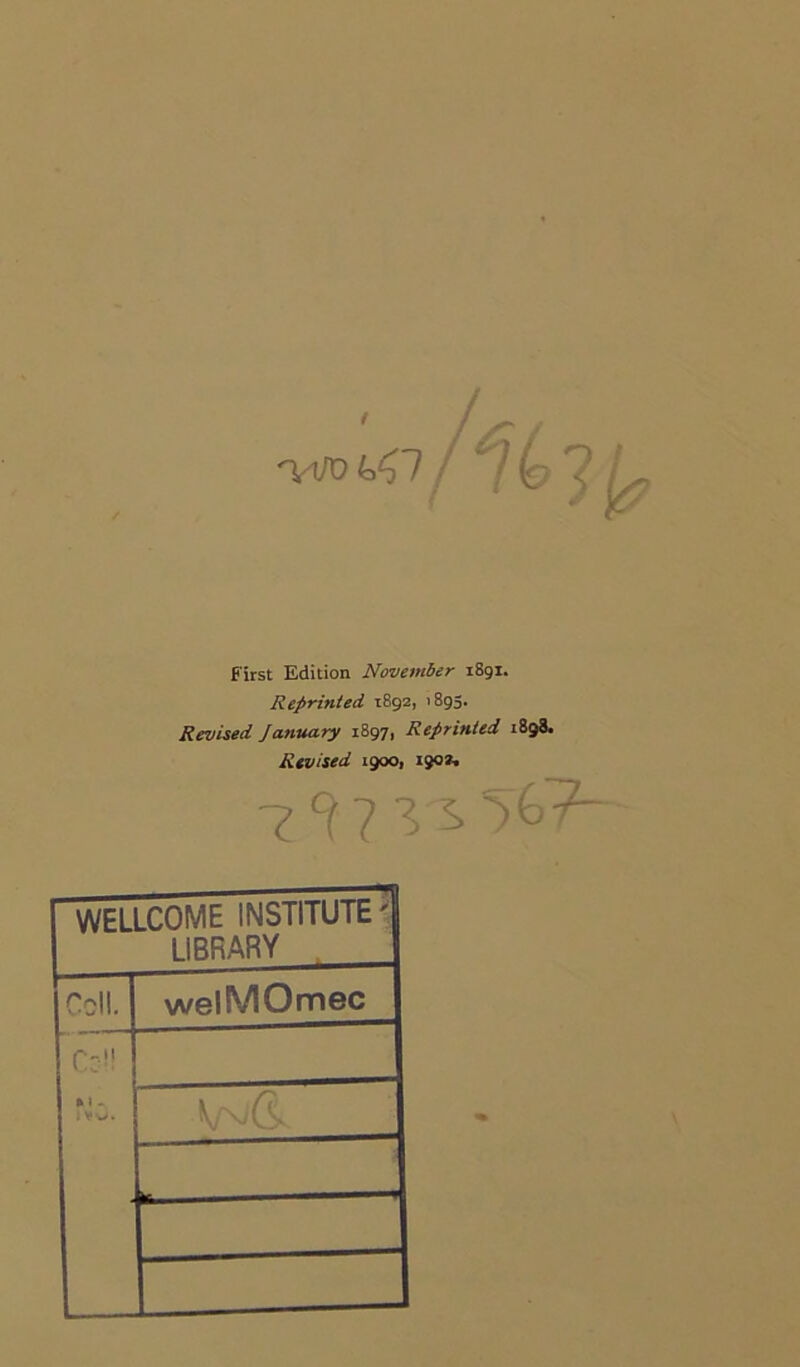 First Edition November 1891.
Reprinted 1892, 1895.
Revised January 1897, Reprinted 1898.
Revised 1900, 1902.
WELLCOME INSTITUTE
LIBRARY
Coll. welMOmec
Call
No.